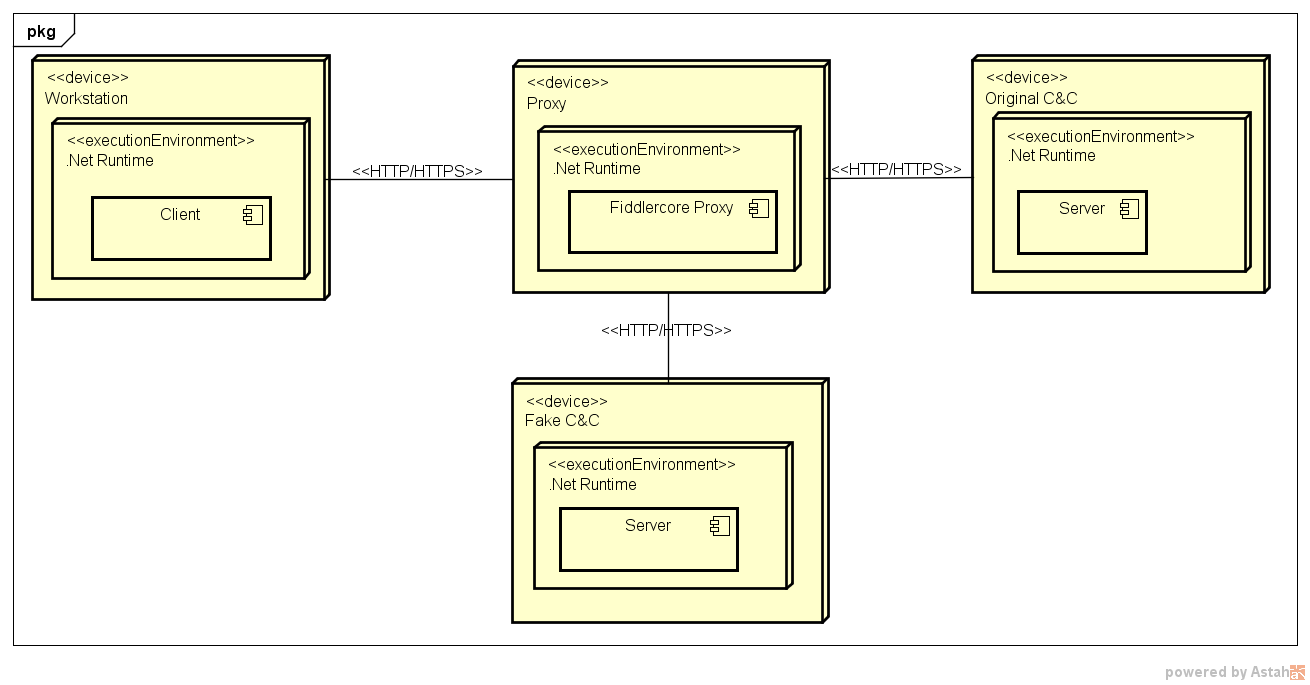 pkg
<<device>>
Workstation
<<executionEnvironment>>
.Net Runtime
Client
<<HTTP/HTTPS>>
<<device>>
Proxy
<<executionEnvironment>>
.Net Runtime
Fiddlercore Proxy
<<HTTP/HTTPS>>
<<device>>
Original C&C
<<executionEnvironment>>
.Net Runtime
Server
<<HTTP/HTTPS>>
<<device>>
Fake C&C
<<executionEnvironment>>
.Net Runtime
Server
powered by Astah